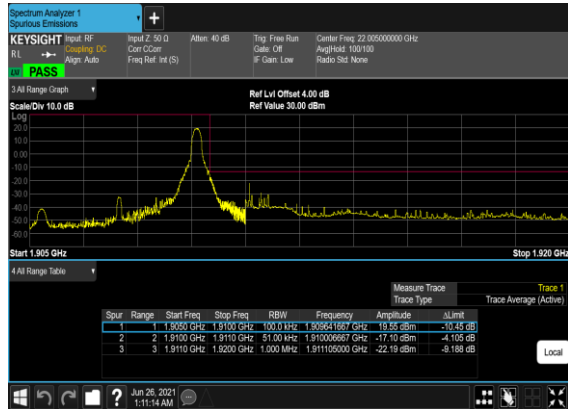 Spectrum Analyzer 1
Spurious Emissions
KEYSIGHT Input: RF Input Z: 50 Ω Atten: 40 dB Trig: Free Run Center Freq: 22.005000000 GHz
RL Coupling: DC Corr CCorr Gate: Off Avg|Hold: 100/100
Align: Auto Freq Ref: Int (S) IF Gain: Low Radio Std: None
PASS
3 All Range Graph
Ref Lvl Offset 4.00 dB
Scale/Div 10.0 dB Ref Value 30.00 dBm
Log
20.0
10.0
0.00
-10.0
-20.0
-30.0
-40.0
-50.0
-60.0
Start 1.905 GHz Stop 1.920 GHz
4 All Range Table
Measure Trace Trace 1
Trace Type Trace Average (Active)
Spur Range Start Freq Stop Freq RBW Frequency Amplitude ΔLimit
1 1 1.9050 GHz 1.9100 GHz 100.0 kHz 1.909641667 GHz 19.55 dBm -10.45 dB
2 2 1.9100 GHz 1.9110 GHz 51.00 kHz 1.910006667 GHz -17.10 dBm -4.105 dB
3 3 1.9110 GHz 1.9200 GHz 1.000 MHz 1.911105000 GHz -22.19 dBm -9.188 dB
Local
Jun 26, 2021
1:11:14 AM